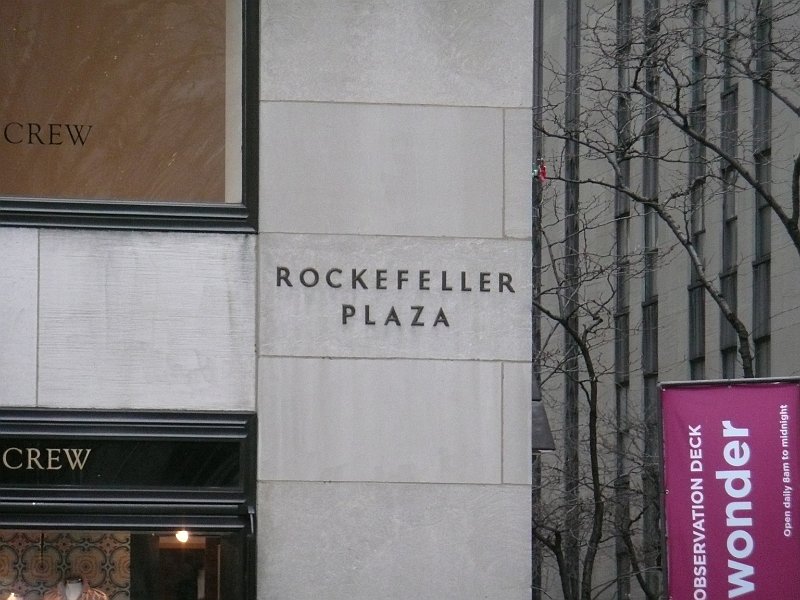 CREW
ROCKEFELLER
PLAZA
CREW
OBSERVATION DECK
wonder
Open daily 8am to midnight